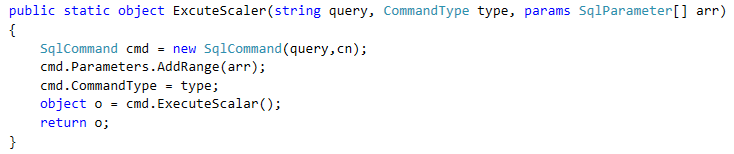 public static object ExcuteScaler(string query, CommandType type, params SqlParameter[] arr)
{
    SqlCommand cmd = new SqlCommand(query,cn);
    cmd.Parameters.AddRange(arr);
    cmd.CommandType = type;
    object o = cmd.ExecuteScalar();
    return o;
}